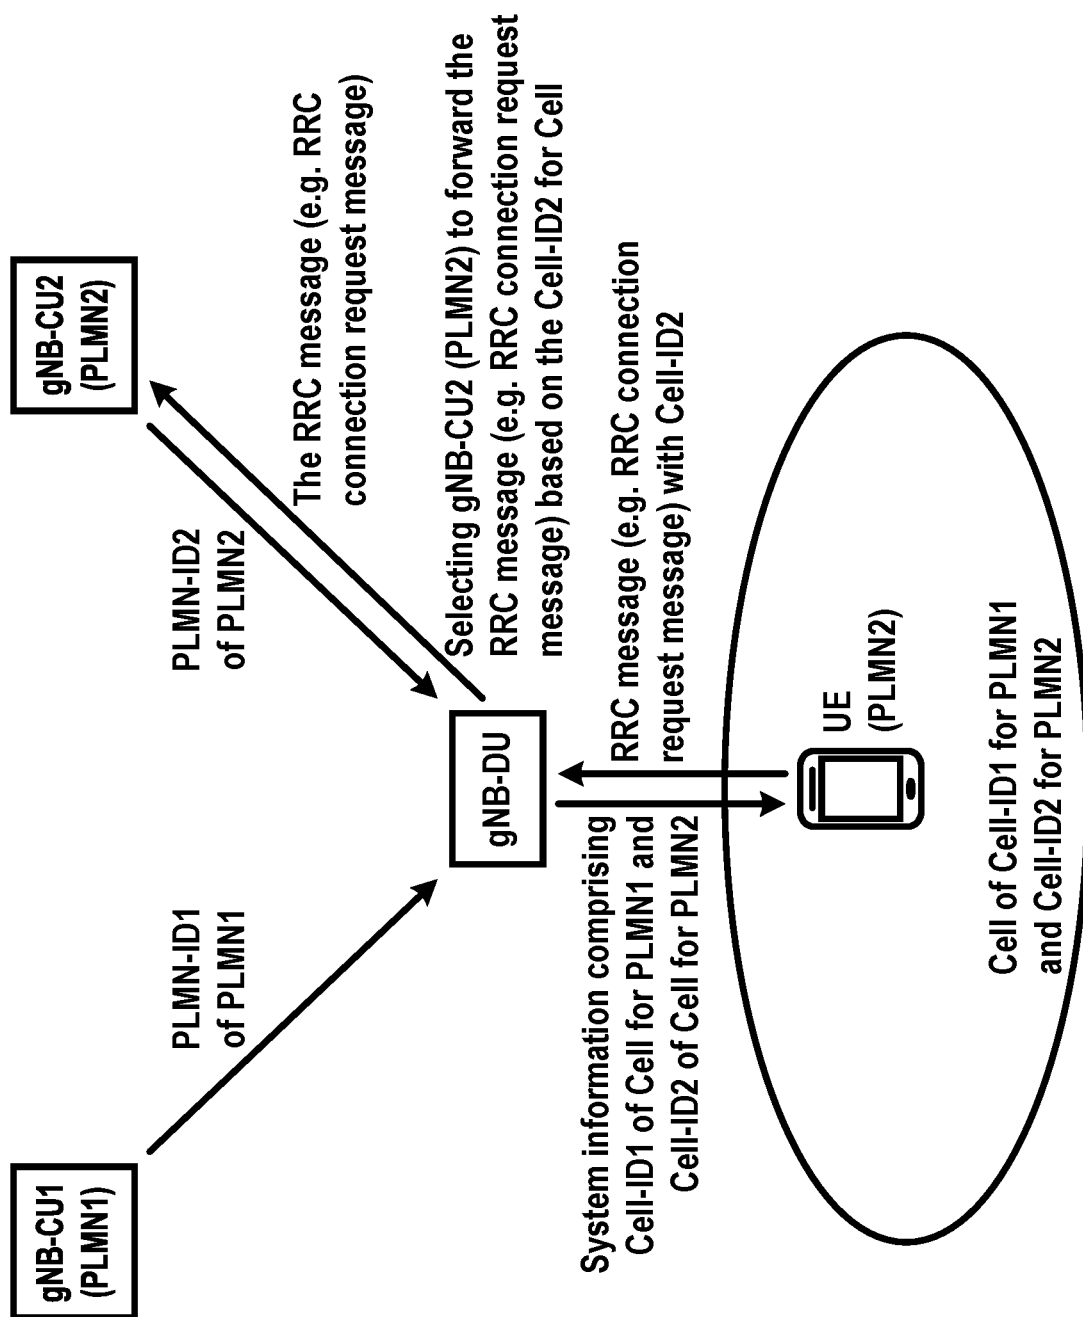 gNB-CU1
(PLMN1)
gNB-CU2
(PLMN2)
PLMN-ID1
of PLMN1
PLMN-ID2
of PLMN2
The RRC message (e.g. RRC
connection request message)
gNB-DU
Selecting gNB-CU2 (PLMN2) to forward the
RRC message (e.g. RRC connection request
message) based on the Cell-ID2 for Cell
System information comprising
Cell-ID1 of Cell for PLMN1 and
Cell-ID2 of Cell for PLMN2
RRC message (e.g. RRC connection
request message) with Cell-ID2
UE
(PLMN2)
Cell of Cell-ID1 for PLMN1
and Cell-ID2 for PLMN2